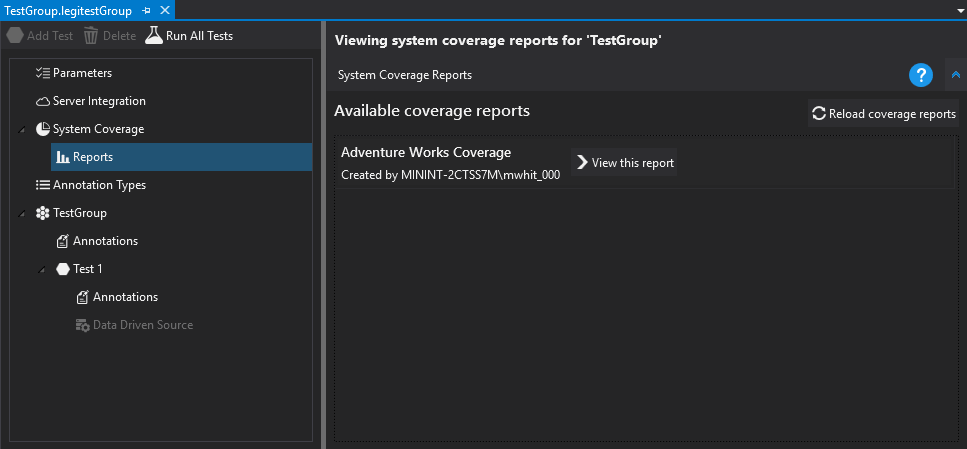 TestGroup.legitestGroup
Add Test Delete Run All Tests
Parameters
Server Integration
System Coverage
Reports
Annotation Types
TestGroup
Annotations
Test 1
Annotations
Data Driven Source
Viewing system coverage reports for 'TestGroup'
System Coverage Reports ?
Available coverage reports
Reload coverage reports
Adventure Works Coverage
Created by MININT-2CTSS7M\mwhit_000
View this report